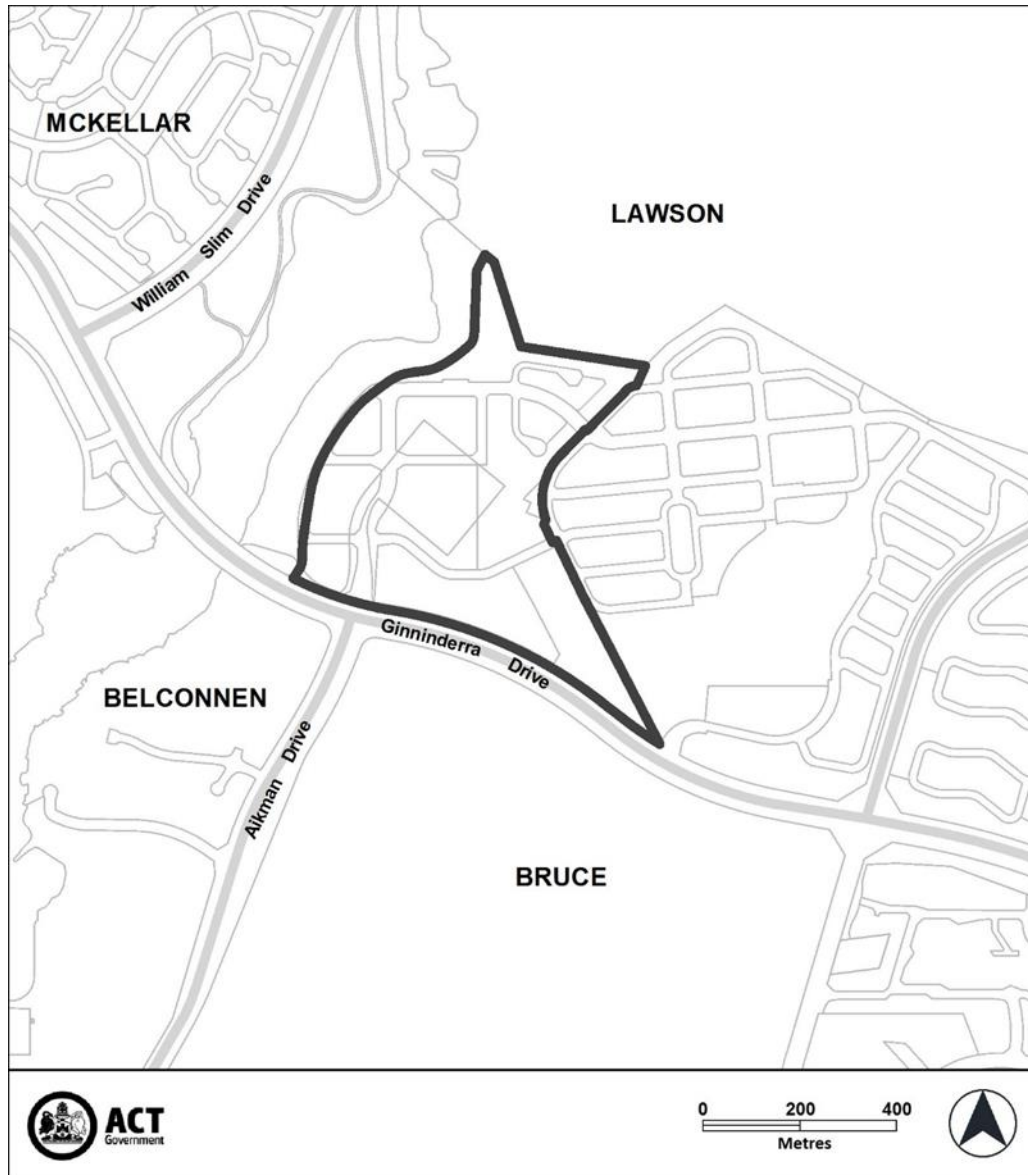 MCKELLAR
William Slim Drive
LAWSON
Ginninderra Drive
BELCONNEN
Aikman Drive
BRUCE
ACT
Government
0 200 400
Metres